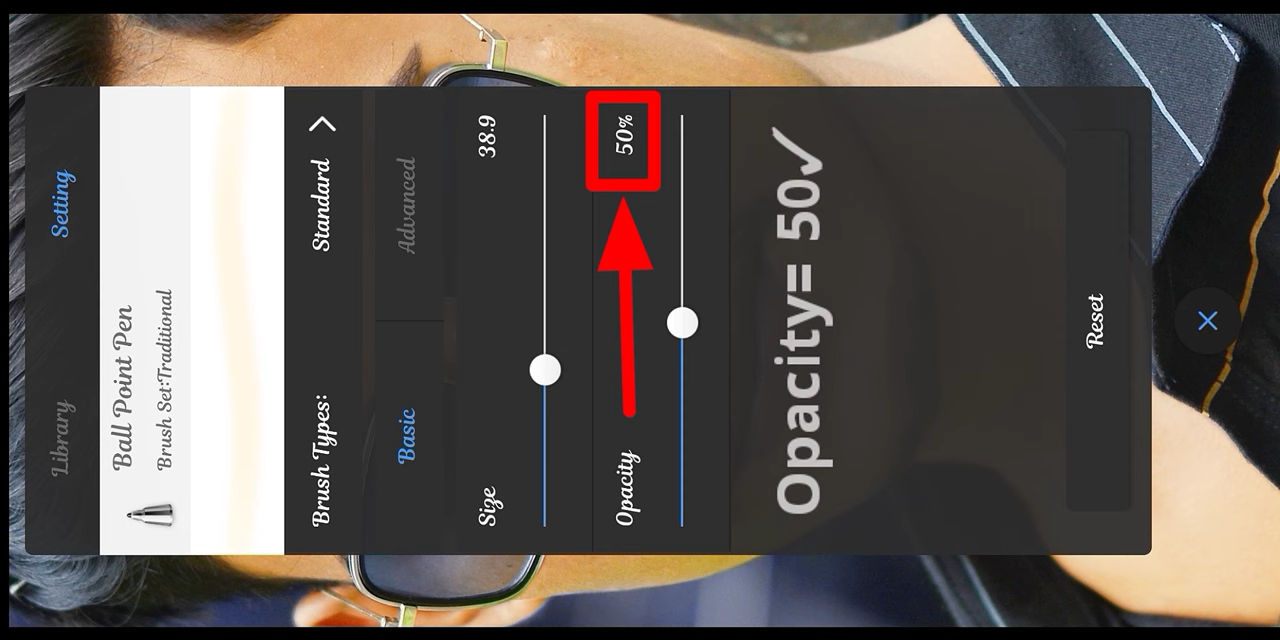 Library Setting
Ball Point Pen
Brush Set:Traditional
Brush Types: Standard
Basic Advanced
Size 38.9
Opacity 50%
Opacity= 50✓
Reset